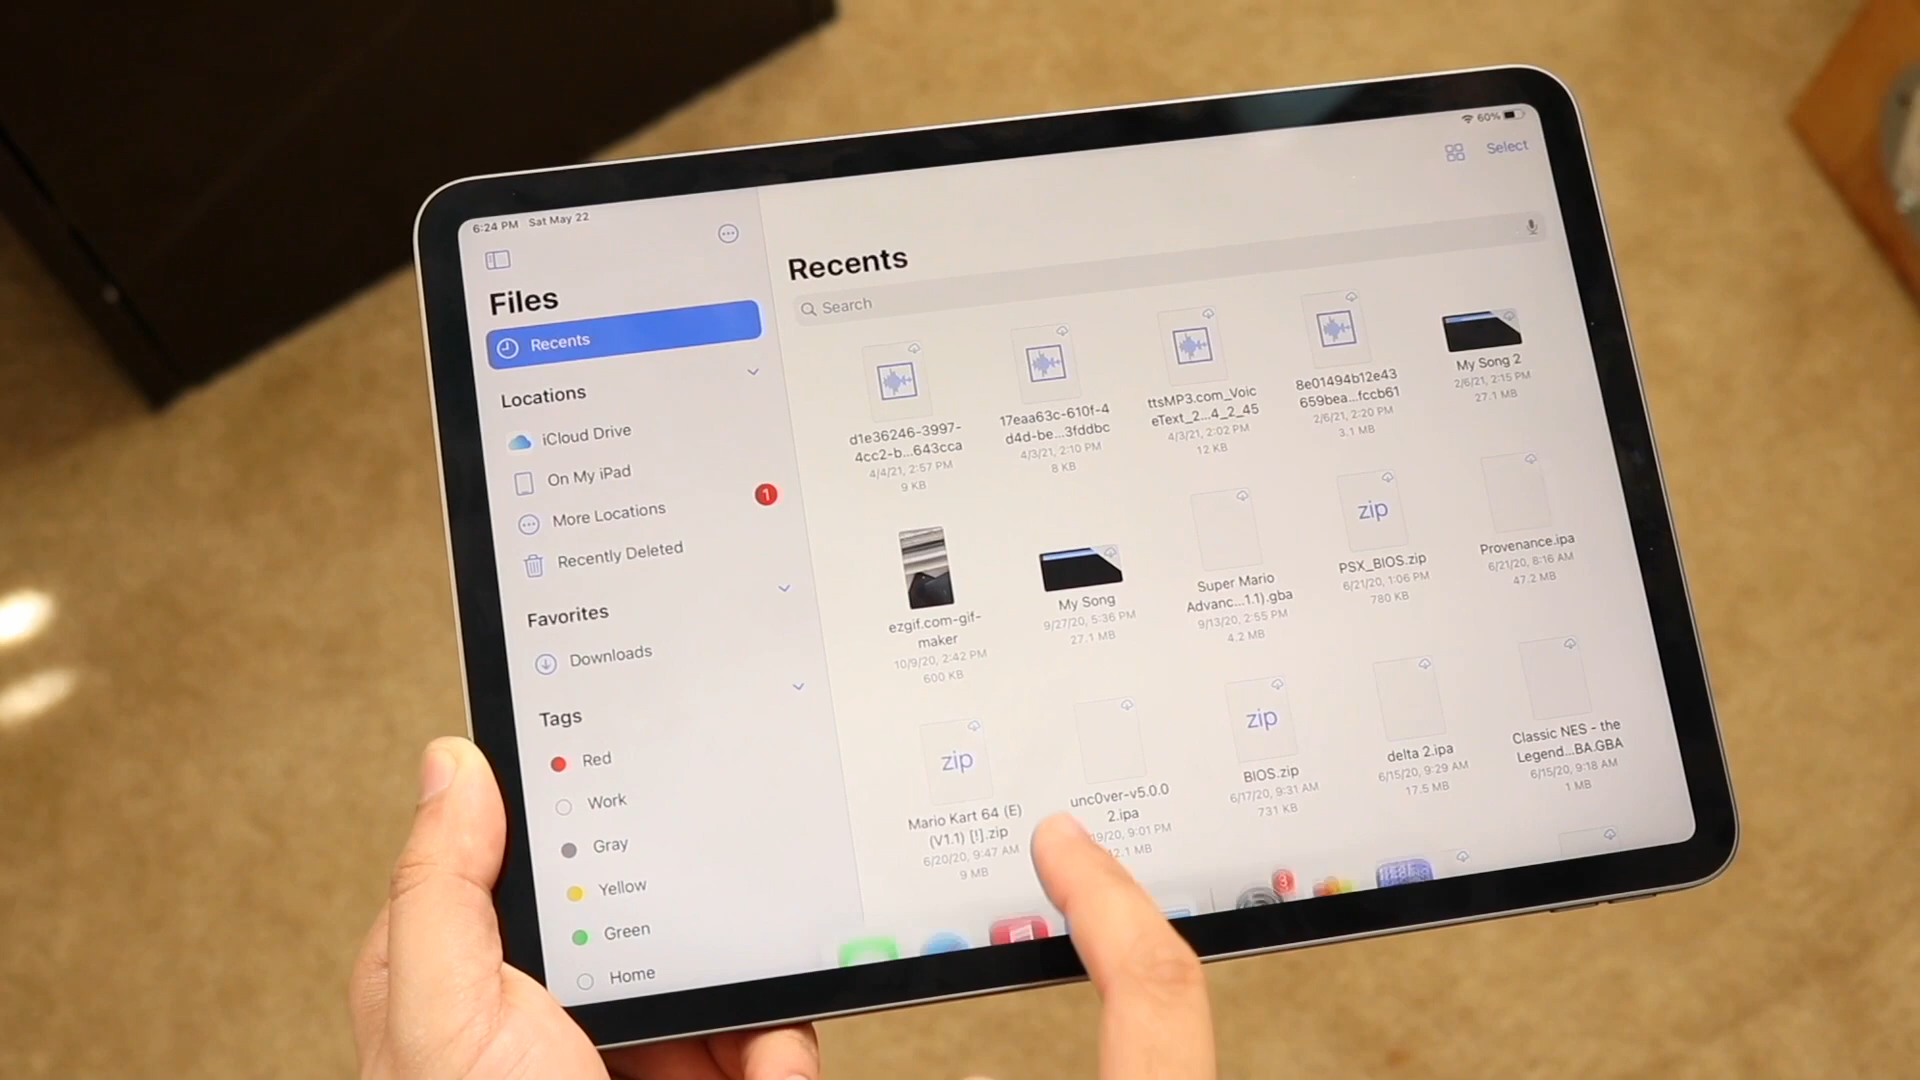 6:24 PM Sat May 22
60%
Select
Files
Recents
Locations
iCloud Drive
On My iPad
More Locations
1
Recently Deleted
Favorites
Downloads
Tags
Red
Work
Gray
Yellow
Green
Home
Recents
Search
d1e36246-3997-
4cc2-b...643cca
4/4/21, 2:57 PM
9 KB
17eaa63c-610f-4
d4d-be...3fddbc
4/3/21, 2:10 PM
8 KB
ttsMP3.com_Voic
eText_2...4_2_45
4/3/21, 2:02 PM
12 KB
8e01494b12e43
659bea...fccb61
2/6/21, 2:20 PM
3.1 MB
My Song 2
2/6/21, 2:15 PM
27.1 MB
ezgif.com-gif-
maker
10/9/20, 2:42 PM
600 KB
My Song
9/27/20, 5:36 PM
27.1 MB
Super Mario
Advanc...1.1).gba
9/13/20, 2:55 PM
4.2 MB
zip
PSX_BIOS.zip
6/21/20, 1:06 PM
780 KB
Provenance.ipa
6/21/20, 8:16 AM
47.2 MB
zip
Mario Kart 64 (E)
(V1.1) [!].zip
6/20/20, 9:47 AM
9 MB
unc0ver-v5.0.0
2.ipa
19/20, 9:01 PM
2.1 MB
zip
BIOS.zip
6/17/20, 9:31 AM
731 KB
delta 2.ipa
6/15/20, 9:29 AM
17.5 MB
Classic NES - the
Legend...BA.GBA
6/15/20, 9:18 AM
1 MB
3